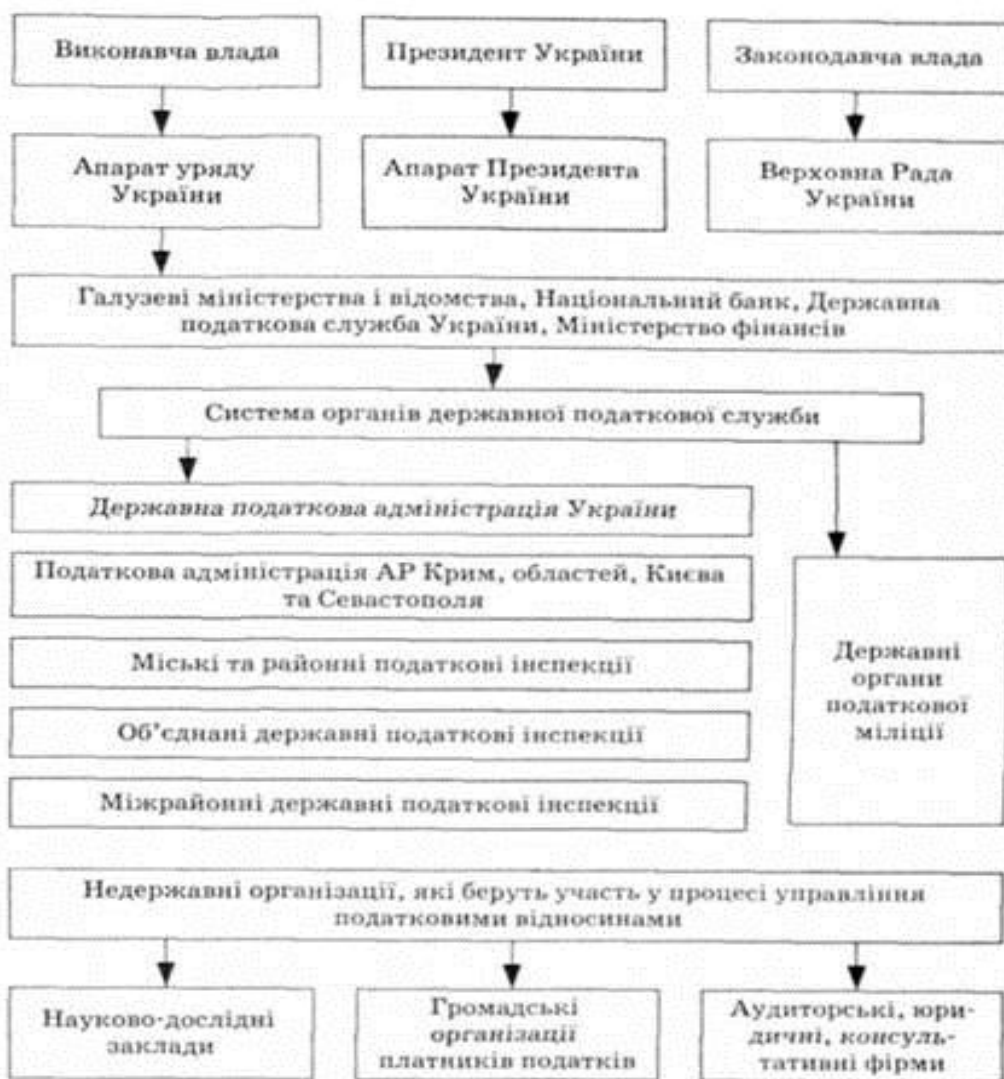 Виконавча влада
Президент України
Законодавча влада
Апарат уряду
України
Апарат Президента
України
Верховна Рада
України
Галузеві міністерства і відомства, Національний банк, Державна
податкова служба України, Міністерство фінансів
Система органів державної податкової служби
Державна податкова адміністрація України
Податкова адміністрація АР Крим, областей, Києва
та Севастополя
Міські та районні податкові інспекції
Об’єднані державні податкові інспекції
Міжрайонні державні податкові інспекції
Державні
органи
податкової
міліції
Недержавні організації, які беруть участь у процесі управління
податковими відносинами
Науково-дослідні
заклади
Громадські
організації
платників податків
Аудиторські, юри-
дичні, консуль-
тативні фірми